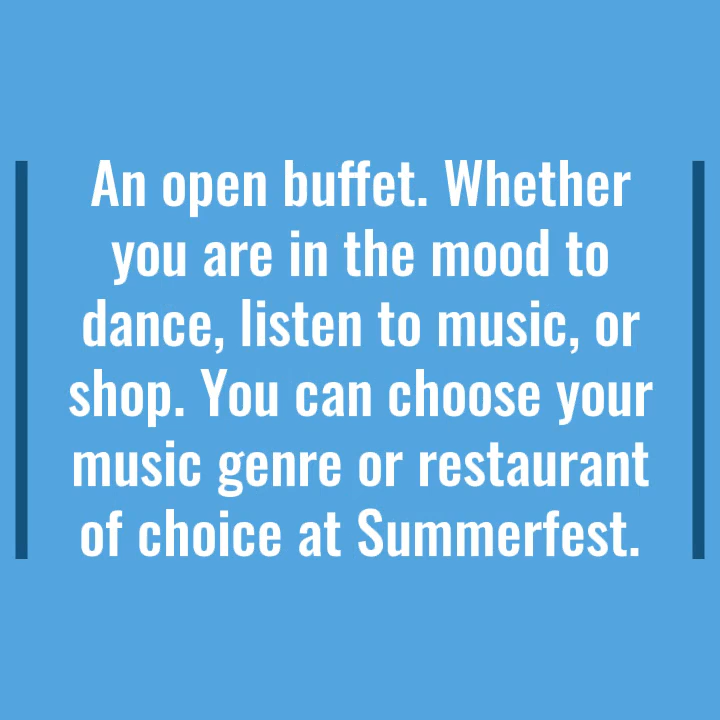 An open buffet. Whether
you are in the mood to
dance, listen to music, or
shop. You can choose your
music genre or restaurant
of choice at Summerfest.